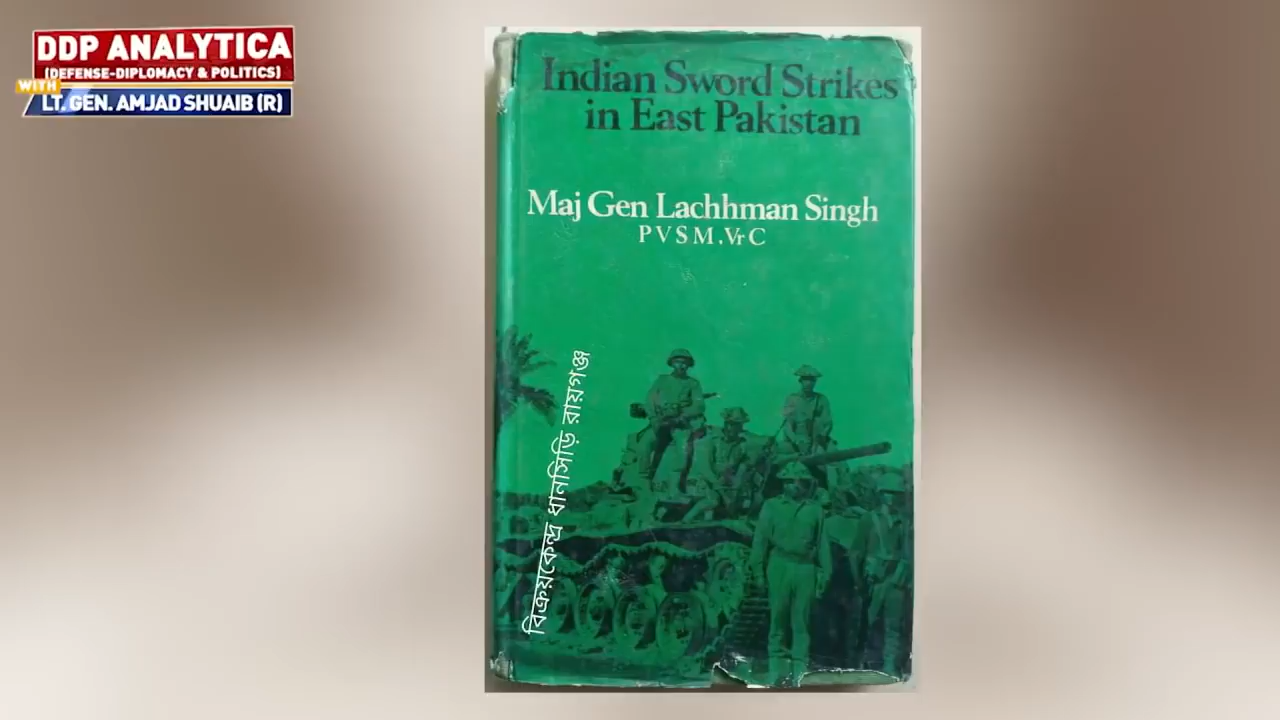 DDP ANALYTICA
(DEFENSE-DIPLOMACY & POLITICS)
WITH
LT. GEN. AMJAD SHUAIB (R)
Indian Sword Strikes
in East Pakistan
Maj Gen Lachhman Singh
PVSM.VrC
বিক্রয়কেন্দ্র ধানসিড়ি রায়গঞ্জ